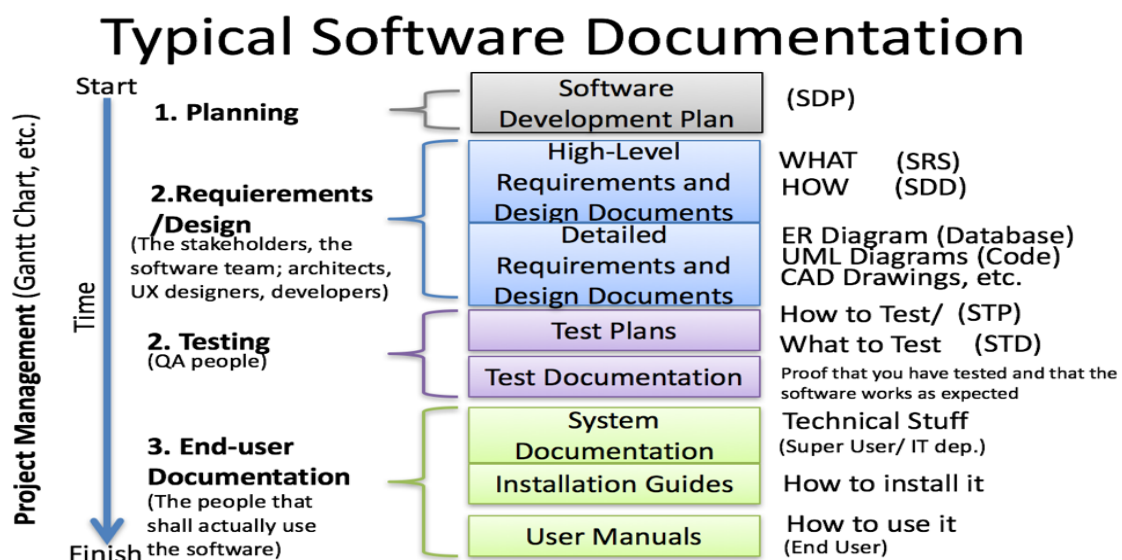 Typical Software Documentation
Start
Project Management (Gantt Chart, etc.)
Time
Finish
1. Planning
Software
Development Plan
(SDP)
2.Requierements
/Design
(The stakeholders, the
software team; architects,
UX designers, developers)
High-Level
Requirements and
Design Documents
WHAT (SRS)
HOW (SDD)
Detailed
Requirements and
Design Documents
ER Diagram (Database)
UML Diagrams (Code)
CAD Drawings, etc.
2. Testing
(QA people)
Test Plans
How to Test/ (STP)
What to Test (STD)
Test Documentation
Proof that you have tested and that the
software works as expected
3. End-user
Documentation
(The people that
shall actually use
the software)
System
Documentation
Technical Stuff
(Super User/ IT dep.)
Installation Guides
How to install it
User Manuals
How to use it
(End User)